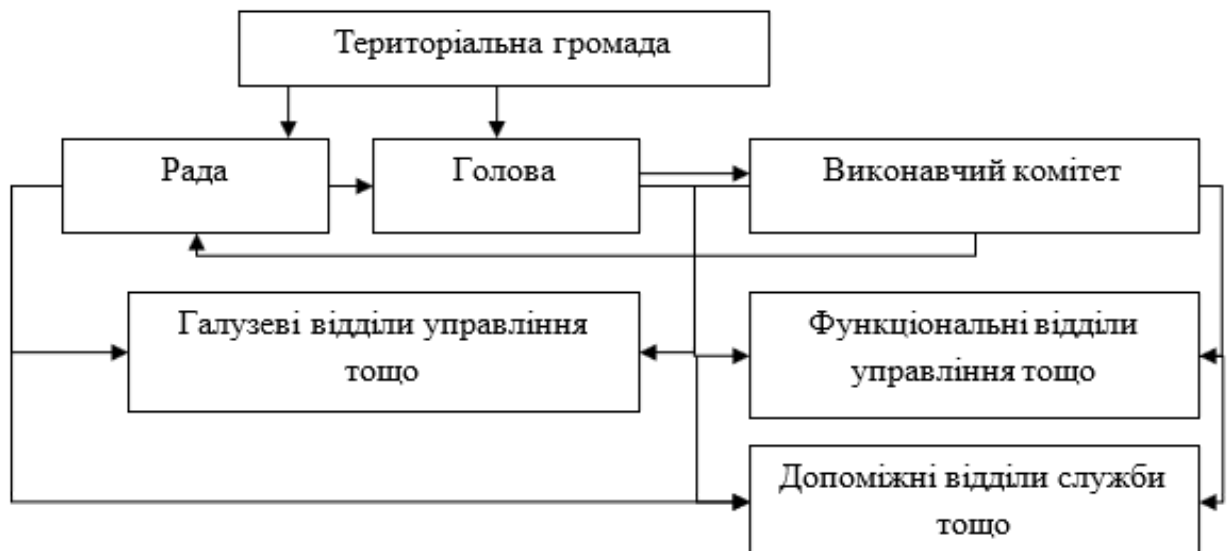 Територіальна громада
Рада
Голова
Виконавчий комітет
Галузеві відділи управління
тощо
Функціональні відділи
управління тощо
Допоміжні відділи служби
тощо